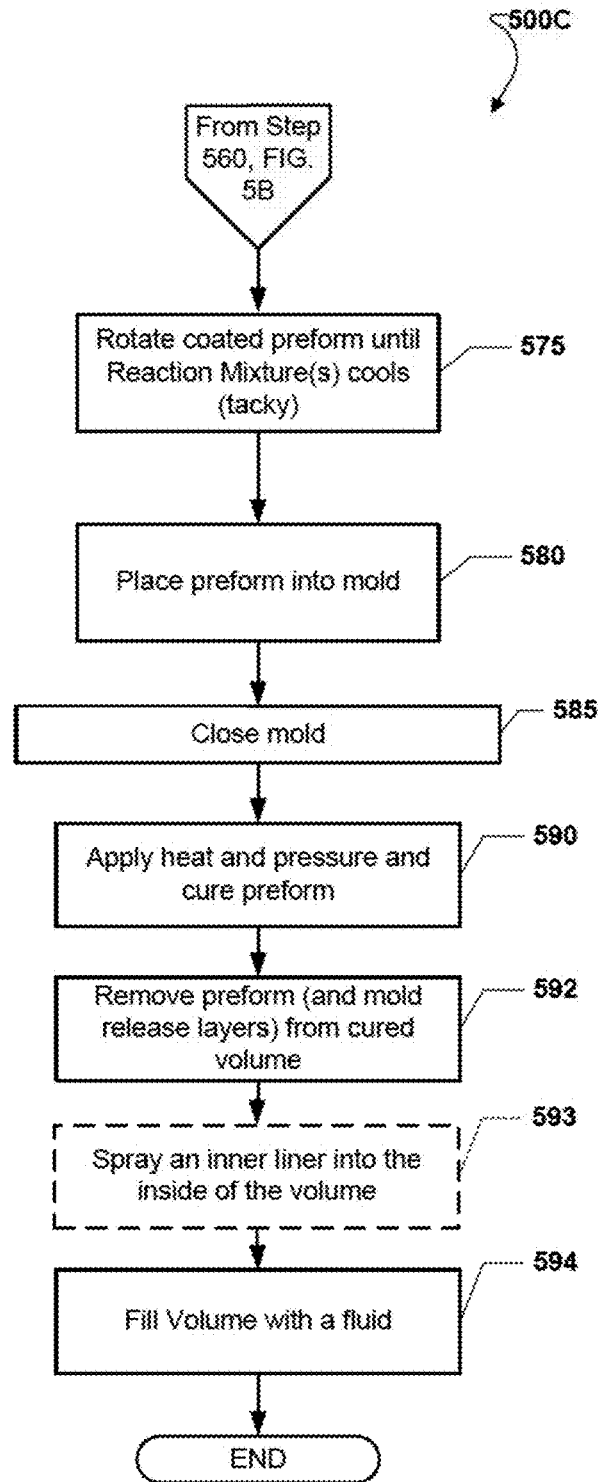 500C
From Step
560, FIG.
5B
Rotate coated preform until
Reaction Mixture(s) cools
(tacky)
575
Place preform into mold
580
Close mold
585
Apply heat and pressure and
cure preform
590
Remove preform (and mold
release layers) from cured
volume
592
Spray an inner liner into the
inside of the volume
593
Fill Volume with a fluid
594
END